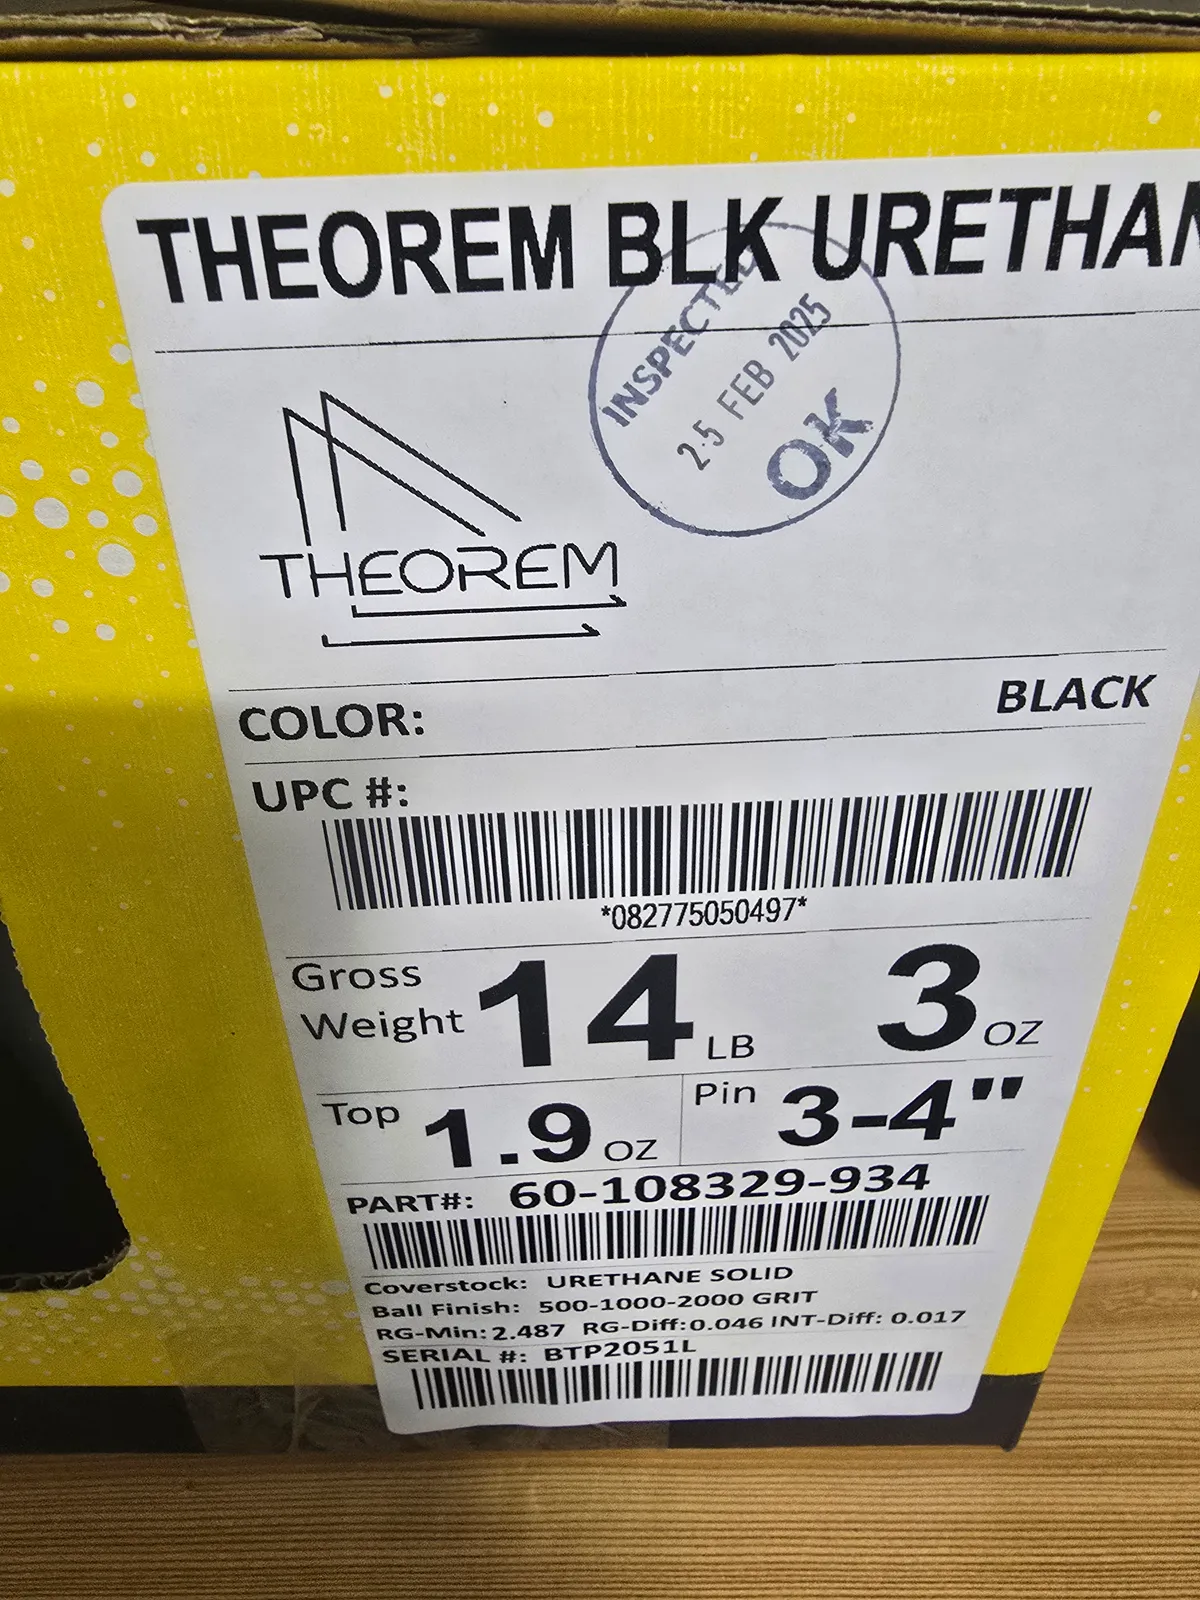 THEOREM BLK URETHAN
INSPECTED
25 FEB 2025
OK
THEOREM
COLOR: BLACK
UPC #:
*082775050497*
Gross Weight 14 LB 3 OZ
Top 1.9 OZ Pin 3-4"
PART#: 60-108329-934
Coverstock: URETHANE SOLID
Ball Finish: 500-1000-2000 GRIT
RG-Min: 2.487 RG-Diff: 0.046 INT-Diff: 0.017
SERIAL #: BTP2051L